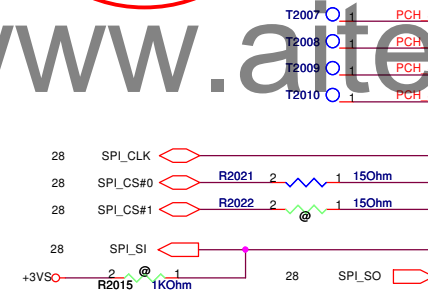 T2007 1 PCH
T2008 1 PCH
www.aite
T2009 1 PCH
T2010 1 PCH
28 SPI_CLK
28 SPI_CS#0 R2021 2 1 15Ohm
28 SPI_CS#1 R2022 2 @ 1 15Ohm
28 SPI_SI
+3VS 2 @ 1 28 SPI_SO
R2015 1KOhm